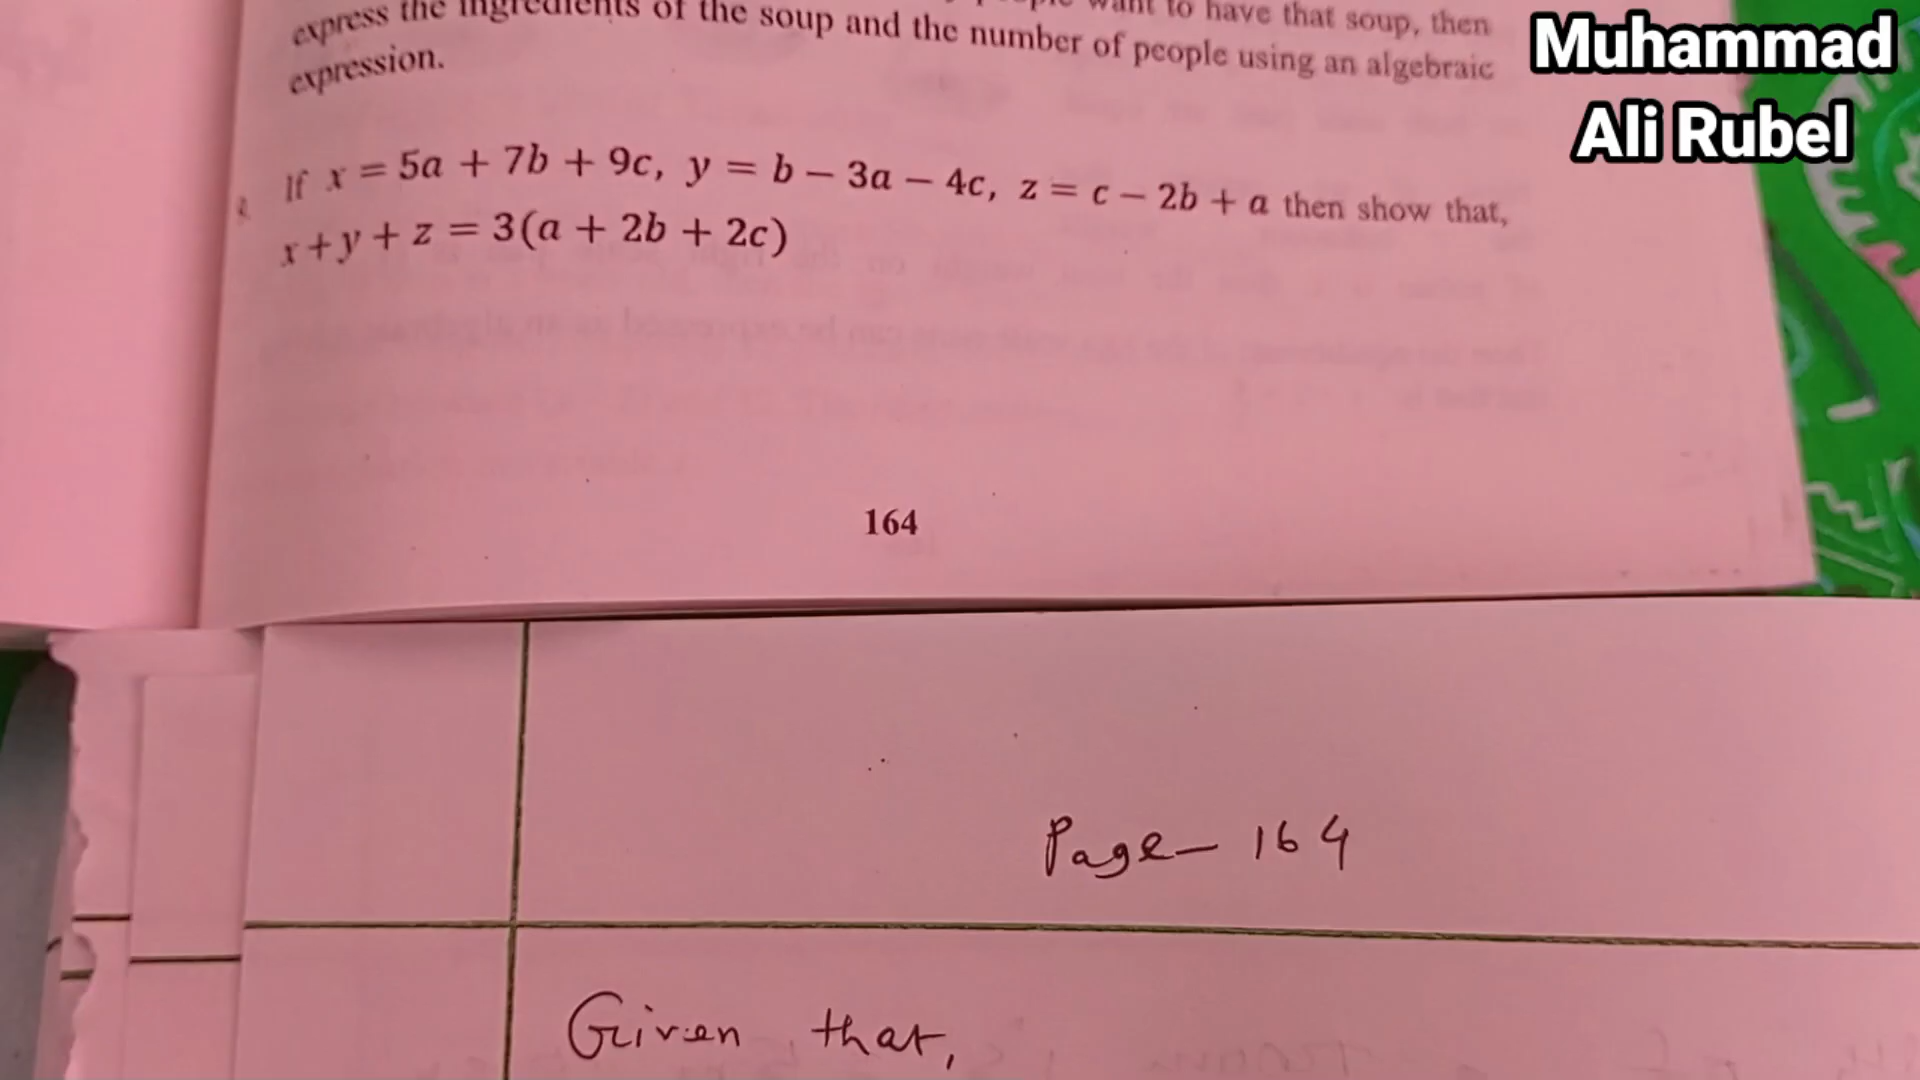 want to have that soup, then
express the ingredients of the soup and the number of people using an algebraic
expression.
If x = 5a + 7b + 9c, y = b − 3a − 4c, z = c − 2b + a then show that,
x+y + z = 3(a + 2b + 2c)
164
Muhammad
Ali Rubel
Page— 164
Given that,